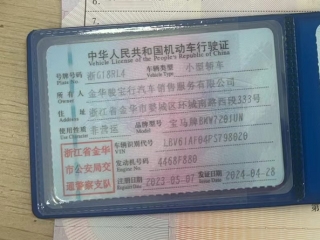 中华人民共和国机动车行驶证
Vehicle License of the People's Republic of China
号牌号码 浙G18RL4 车辆类型 小型轿车
Plate No. Vehicle Type
所有人 金华骏宝行汽车销售服务有限公司
Owner
住址 浙江省金华市婺城区环城南路西段333号
Address
使用性质 非营运 品牌型号 宝马牌BMW7201UN
Use Character Model
浙江省金华 车辆识别代号 L6V61AF04FS798020
VIN
市公安局交 发动机号码 4468F880
Engine No.
通警察支队 注册日期 2023-05-07 发证日期 2024-04-28
Register Date Issue Date